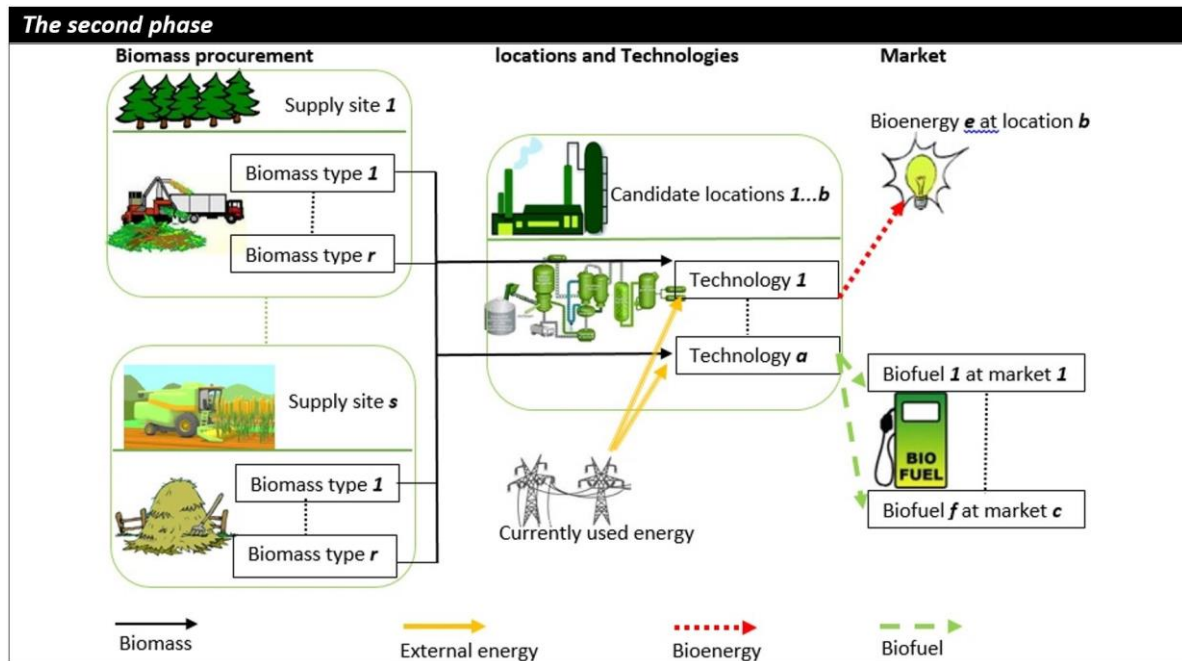 The second phase
Biomass procurement
locations and Technologies
Market
Supply site 1
Biomass type 1
Biomass type r
Supply site s
Biomass type 1
Biomass type r
Candidate locations 1...b
Technology 1
Technology a
Currently used energy
Bioenergy e at location b
Biofuel 1 at market 1
BIO
FUEL
Biofuel f at market c
Biomass
External energy
Bioenergy
Biofuel